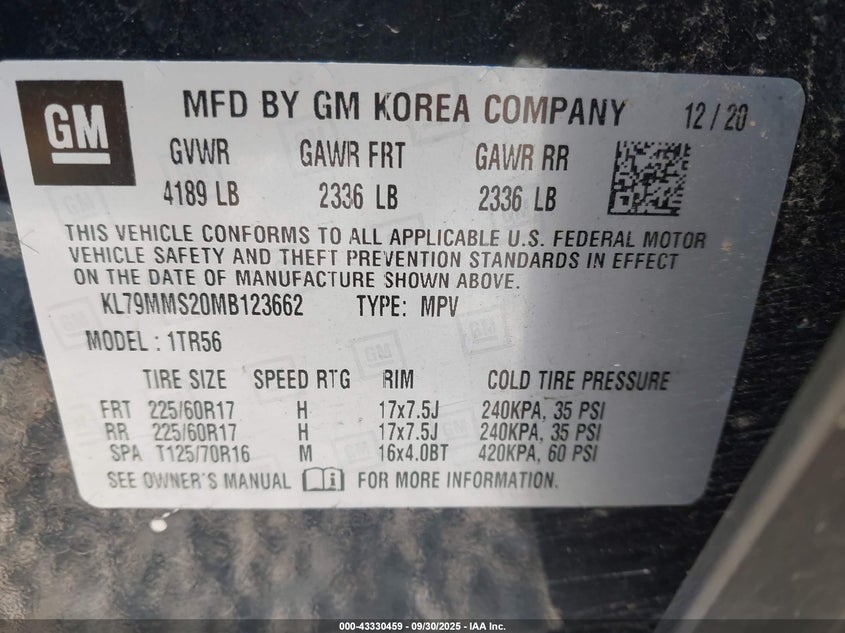 GM
MFD BY GM KOREA COMPANY 12/20
GVWR GAWR FRT GAWR RR
4189 LB 2336 LB 2336 LB
THIS VEHICLE CONFORMS TO ALL APPLICABLE U.S. FEDERAL MOTOR
VEHICLE SAFETY AND THEFT PREVENTION STANDARDS IN EFFECT
ON THE DATE OF MANUFACTURE SHOWN ABOVE.
KL79MMS20MB123662 TYPE: MPV
MODEL : 1TR56
TIRE SIZE SPEED RTG RIM COLD TIRE PRESSURE
FRT 225/60R17 H 17x7.5J 240KPA, 35 PSI
RR 225/60R17 H 17x7.5J 240KPA, 35 PSI
SPA T125/70R16 M 16x4.0BT 420KPA, 60 PSI
SEE OWNER'S MANUAL FOR MORE INFORMATION.
000-43330459 - 09/30/2025 - IAA Inc.